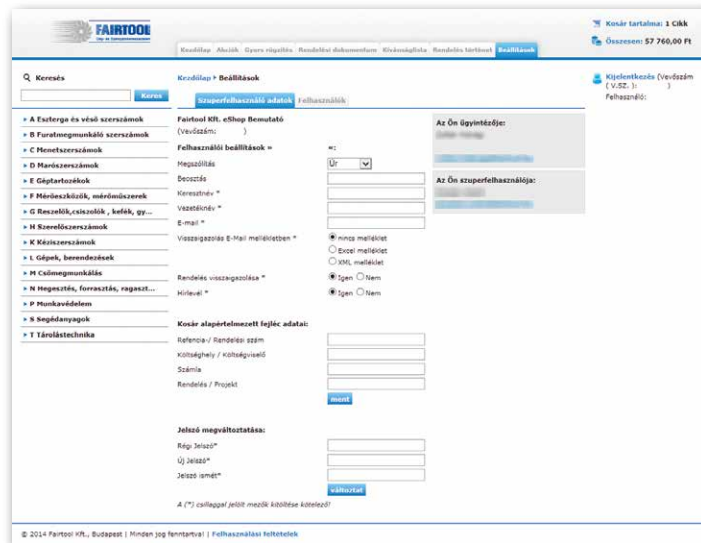 FAIRTOOL
Kezdőlap Akciók Gyors rögzítés Rendelési dokumentum Kívánságlista Rendelés történet Beállítások
Kosár tartalma: 1 Cikk
Összesen: 57 760,00 Ft
Keresés
Keres
A Eszterga és véső szerszámok
B Furatmegmunkáló szerszámok
C Menetszerszámok
D Marószerszámok
E Géptartozékok
F Mérőeszközök, mérőműszerek
G Reszelők,csiszolók , kefék, gy...
H Szerelőszerszámok
K Kéziszerszámok
L Gépek, berendezések
M Csőmegmunkálás
N Hegesztés, forrasztás, ragaszt...
P Munkavédelem
S Segédanyagok
T Tárolástechnika
Kezdőlap Beállítások
Szuperfelhasználó adatok Felhasználók
Fairtool Kft. eShop Bemutató
(Vevőszám: )
Felhasználói beállítások » «:
Megszólítás Úr
Beosztás
Keresztnév *
Vezetéknév *
E-mail *
Visszaigazolás E-Mail mellékletben * nincs melléklet
Excel melléklet
XML melléklet
Rendelés visszaigazolása * Igen Nem
Hírlevél * Igen Nem
Kosár alapértelmezett fejléc adatai:
Refencia-/ Rendelési szám
Költséghely / Költségviselő
Számla
Rendelés / Projekt
ment
Jelszó megváltoztatása:
Régi Jelszó*
Új Jelszó*
Jelszó ismét*
változtat
A (*) csillaggal jelölt mezők kitöltése kötelező!
Az Ön ügyintézője:
Az Ön szuperfelhasználója:
Kijelentkezés (Vevőszám
( V.SZ. ): )
Felhasználó:
© 2014 Fairtool Kft., Budapest | Minden jog fenntartva! | Felhasználási feltételek